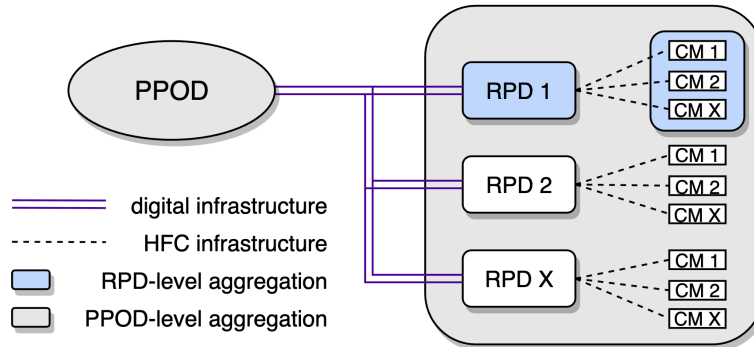 PPOD
RPD 1
CM 1
CM 2
CM X
RPD 2
CM 1
CM 2
CM X
RPD X
CM 1
CM 2
CM X
digital infrastructure
HFC infrastructure
RPD-level aggregation
PPOD-level aggregation